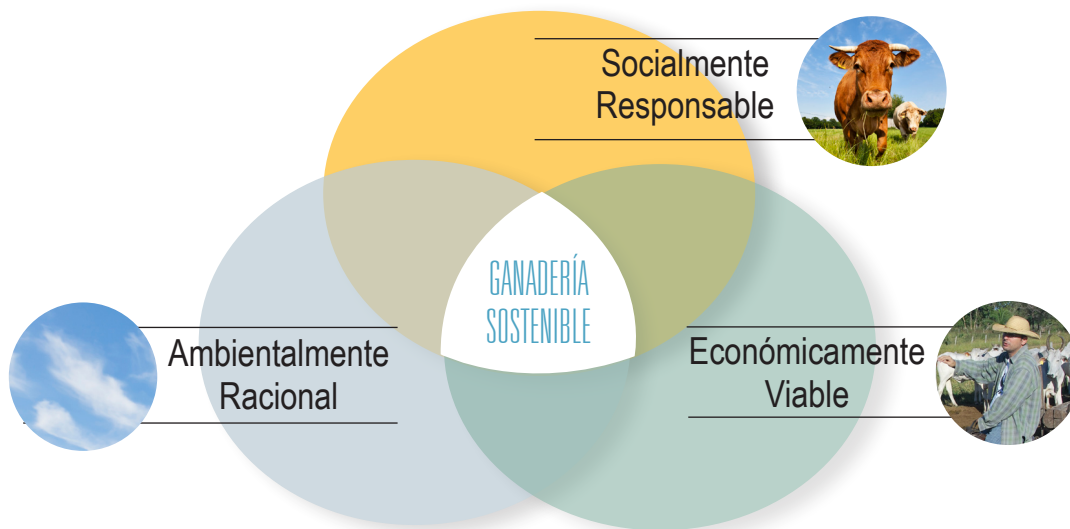 Socialmente
Responsable
GANADERÍA
SOSTENIBLE
Ambientalmente
Racional
Económicamente
Viable